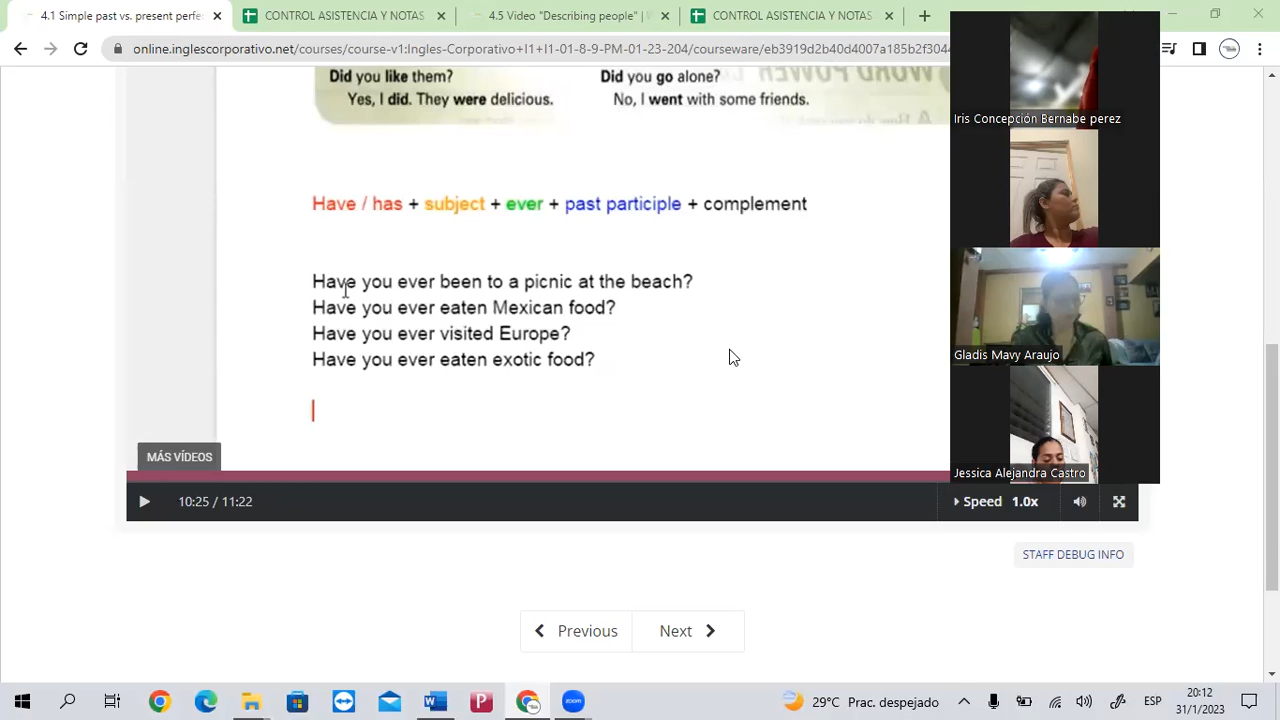 4.1 Simple past y present perfe
CONTROL ASISTENCIA Y NOTAS
4.5 Video "Describing people" |
CONTROL ASISTENCIA Y NOTAS
online.inglescorporativo.net/courses/course-v1:Ingles-Corporativo+I1+I1-01-8-9-PM-01-23-204/courseware/eb3919d2b40d4007a185b2f304
Did you like them?
Yes, I did. They were delicious.
Did you go alone?
No, I went with some friends.
Have / has + subject + ever + past participle + complement
Have you ever been to a picnic at the beach?
Have you ever eaten Mexican food?
Have you ever visited Europe?
Have you ever eaten exotic food?
MÁS VÍDEOS
10:25 / 11:22
Speed 1.0x
STAFF DEBUG INFO
Previous
Next
Iris Concepción Bernabe perez
Gladis Mavy Araujo
Jessica Alejandra Castro
zoom
29°C Prac. despejado
ESP
20:12
31/1/2023